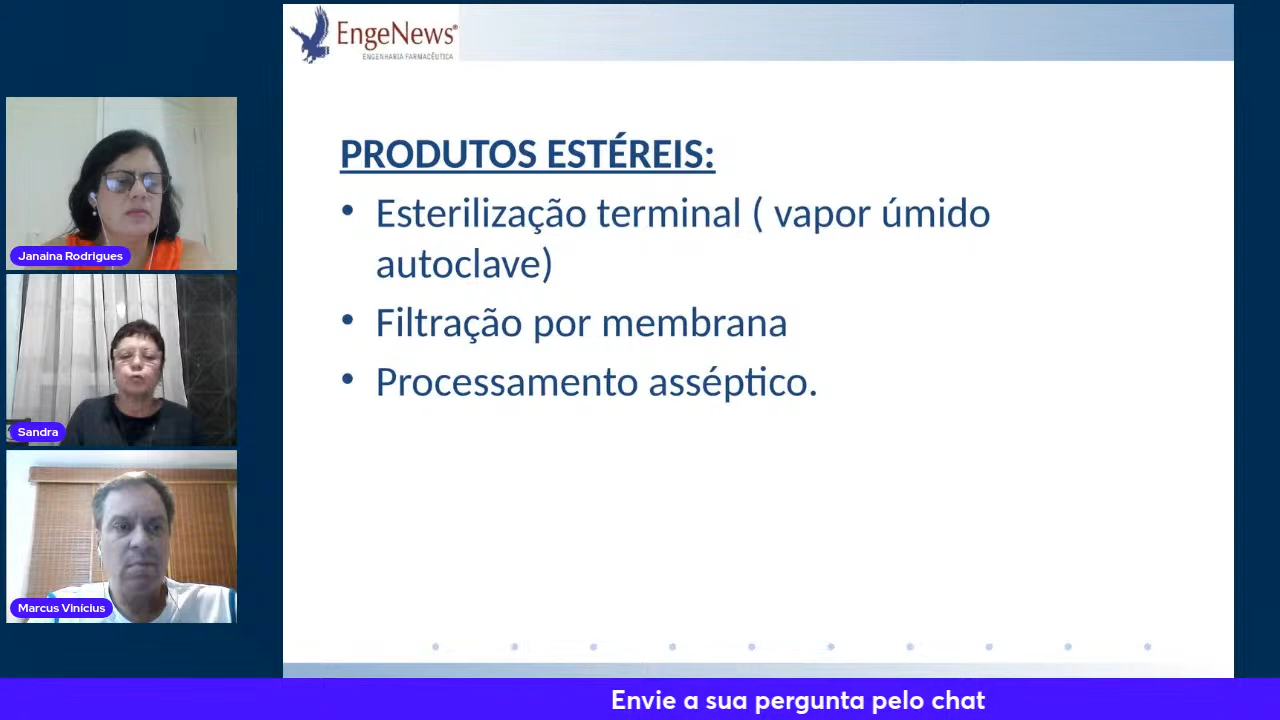 EngeNews®
ENGENHARIA FARMACÊUTICA
PRODUTOS ESTÉREIS:
• Esterilização terminal ( vapor úmido
autoclave)
• Filtração por membrana
• Processamento asséptico.
Janaina Rodrigues
Sandra
Marcus Vinícius
Envie a sua pergunta pelo chat